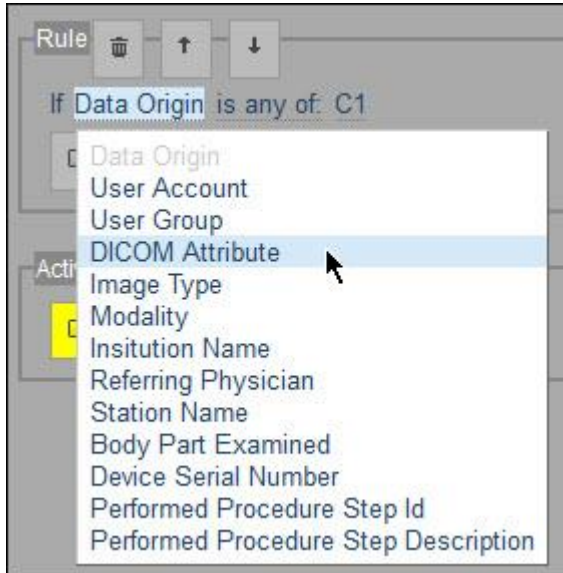 Rule
If Data Origin is any of: C1
Data Origin
User Account
User Group
DICOM Attribute
Image Type
Modality
Insitution Name
Referring Physician
Station Name
Body Part Examined
Device Serial Number
Performed Procedure Step Id
Performed Procedure Step Description